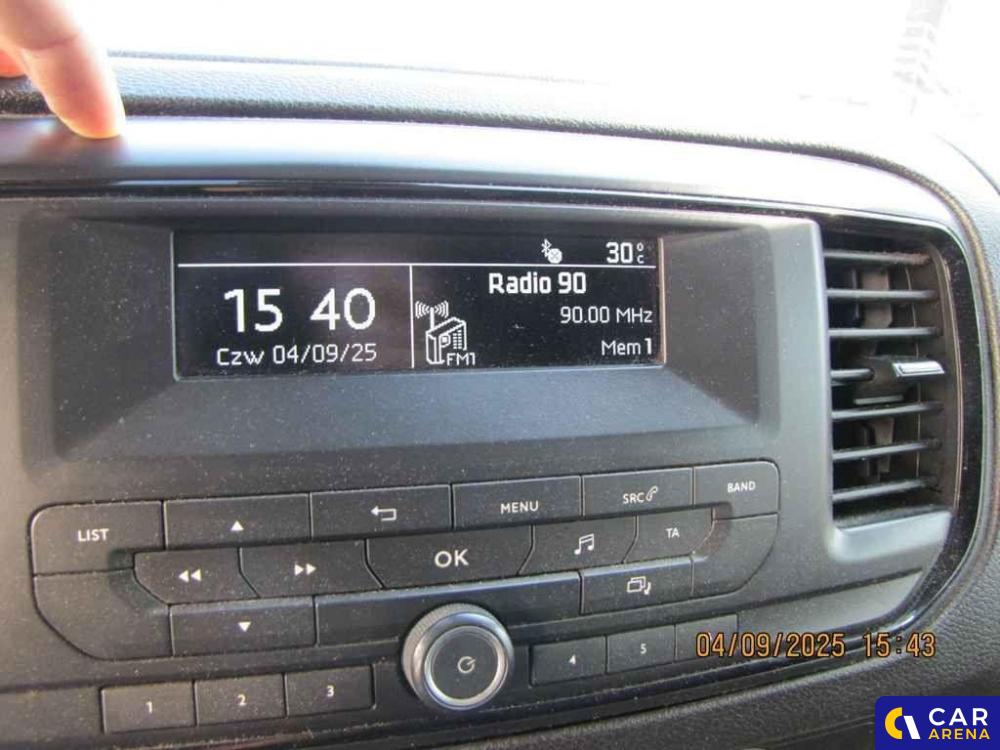 30°C
15 40
Czw 04/09/25
FM1
Radio 90
90.00 MHz
Mem 1
LIST
MENU
SRC
BAND
OK
TA
1
2
3
4
5
04/09/2025 15:43
CAR
ARENA